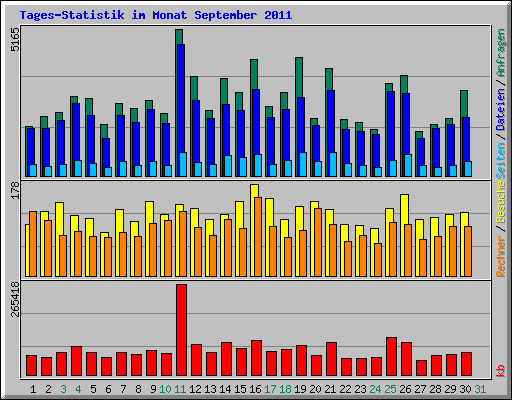 Tages-Statistik im Monat September 2011
5165
178
265418
Rechner / Besuche Seiten / Dateien / Anfragen
kb
1 2 3 4 5 6 7 8 9 10 11 12 13 14 15 16 17 18 19 20 21 22 23 24 25 26 27 28 29 30 31